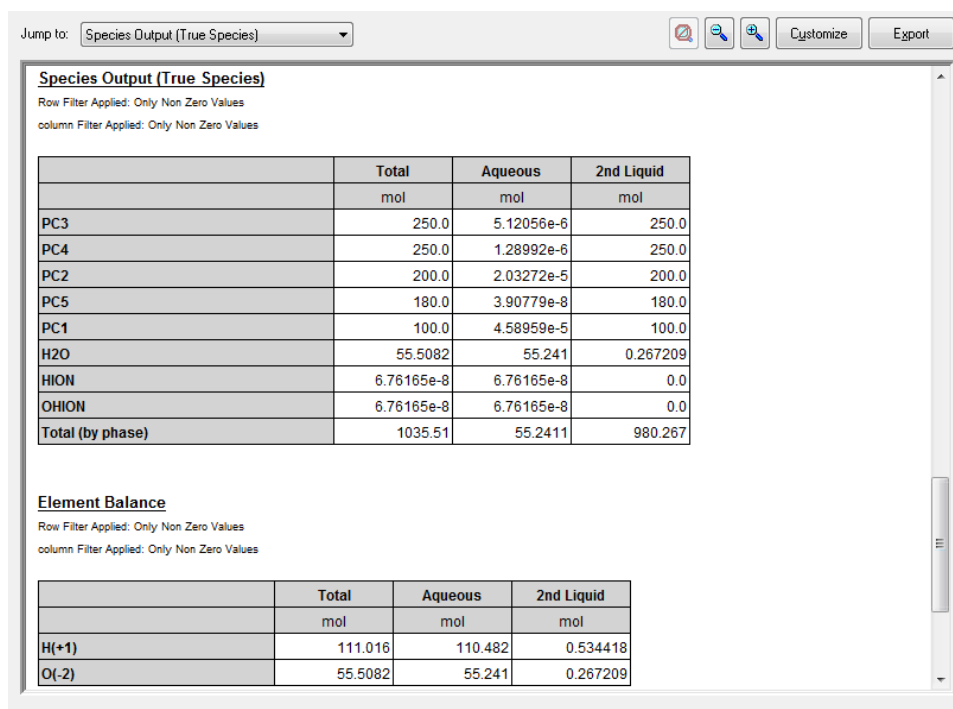 Jump to: Species Output (True Species) Customize Export
Species Output (True Species)
Row Filter Applied: Only Non Zero Values
column Filter Applied: Only Non Zero Values
Total Aqueous 2nd Liquid
mol mol mol
PC3 250.0 5.12056e-6 250.0
PC4 250.0 1.28992e-6 250.0
PC2 200.0 2.03272e-5 200.0
PC5 180.0 3.90779e-8 180.0
PC1 100.0 4.58959e-5 100.0
H2O 55.5082 55.241 0.267209
HION 6.76165e-8 6.76165e-8 0.0
OHION 6.76165e-8 6.76165e-8 0.0
Total (by phase) 1035.51 55.2411 980.267
Element Balance
Row Filter Applied: Only Non Zero Values
column Filter Applied: Only Non Zero Values
Total Aqueous 2nd Liquid
mol mol mol
H(+1) 111.016 110.482 0.534418
O(-2) 55.5082 55.241 0.267209